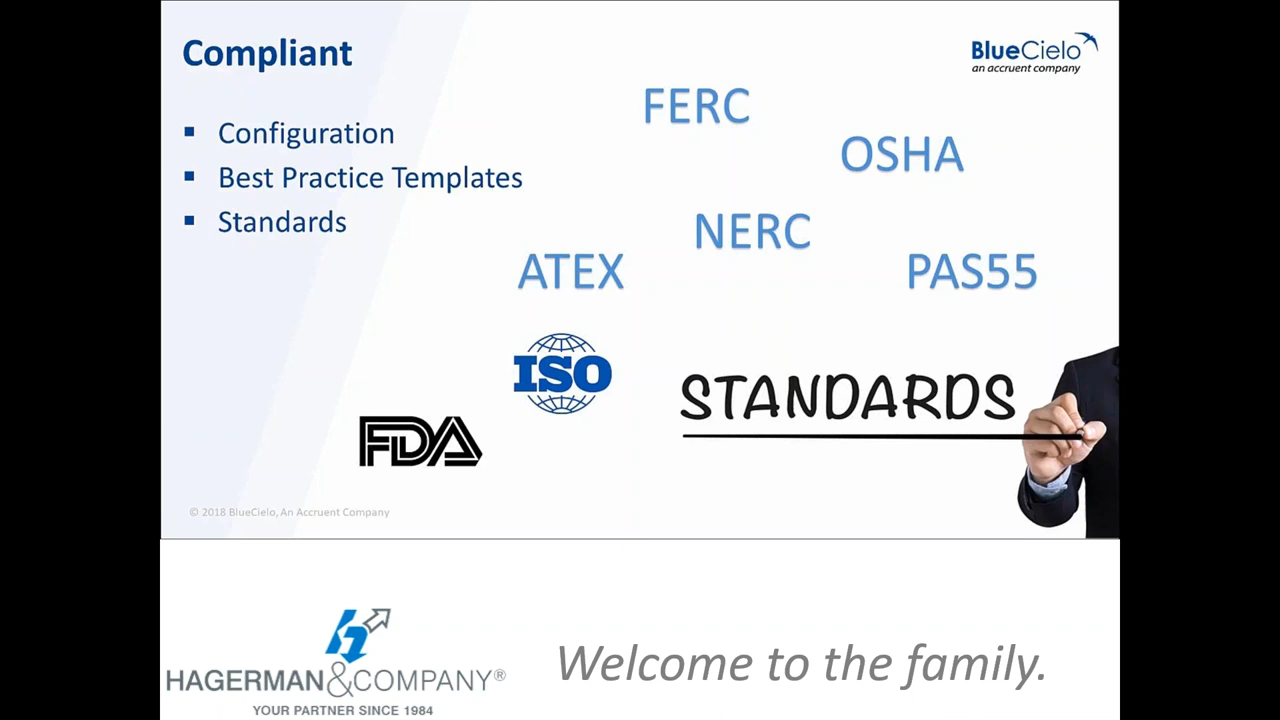 Compliant
BlueCielo
an accruent company
▪ Configuration
▪ Best Practice Templates
▪ Standards
FERC
OSHA
NERC
ATEX
PAS55
ISO
STANDARDS
FDA
© 2018 BlueCielo, An Accruent Company
HAGERMAN&COMPANY®
YOUR PARTNER SINCE 1984
Welcome to the family.